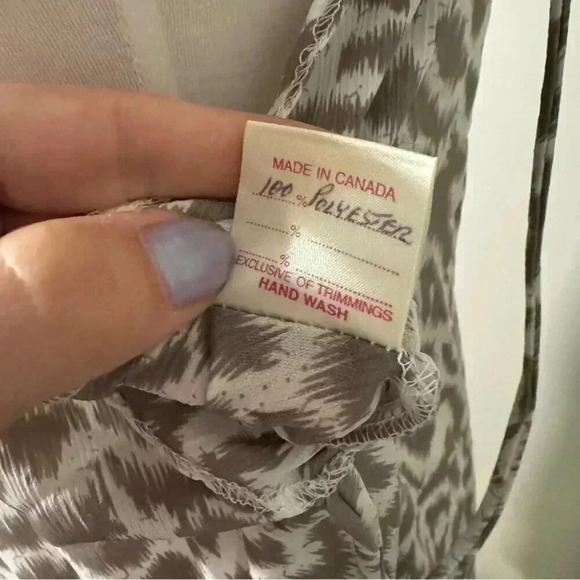 MADE IN CANADA
100 % POLYESTER
%
%
EXCLUSIVE OF TRIMMINGS
HAND WASH